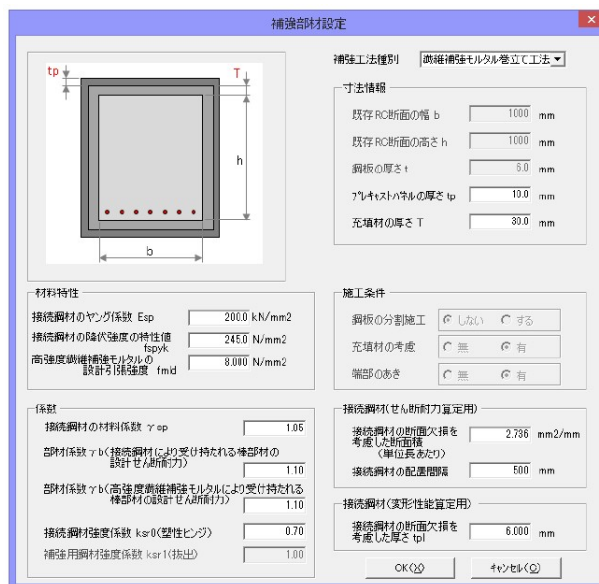 補強部材設定
補強工法種別 繊維補強モルタル巻立て工法
tp
T
h
b
寸法情報
既存RC断面の幅 b 1000 mm
既存RC断面の高さ h 1000 mm
鋼板の厚さ t 6.0 mm
プレキャストパネルの厚さ tp 10.0 mm
充填材の厚さ T 30.0 mm
材料特性
接続鋼材のヤング係数 Esp 200.0 kN/mm2
接続鋼材の降伏強度の特性値
fspyk 245.0 N/mm2
高強度繊維補強モルタルの
設計引張強度 fmld 8.000 N/mm2
施工条件
鋼板の分割施工 しない する
充填材の考慮 無 有
端部のあき 無 有
係数
接続鋼材の材料係数 γsp 1.05
部材係数 γb(接続鋼材により受け持たれる棒部材の
設計せん断耐力) 1.10
部材係数 γb(高強度繊維補強モルタルにより受け持たれる
棒部材の設計せん断耐力) 1.10
接続鋼材強度係数 ksr0(塑性ヒンジ) 0.70
補強用鋼材強度係数 ksr1(抜出) 1.00
接続鋼材(せん断耐力算定用)
接続鋼材の断面欠損を
考慮した断面積
(単位長あたり) 2.736 mm2/mm
接続鋼材の配置間隔 500 mm
接続鋼材(変形性能算定用)
接続鋼材の断面欠損を
考慮した厚さ tpl 6.000 mm
OK(X) キャンセル(C)